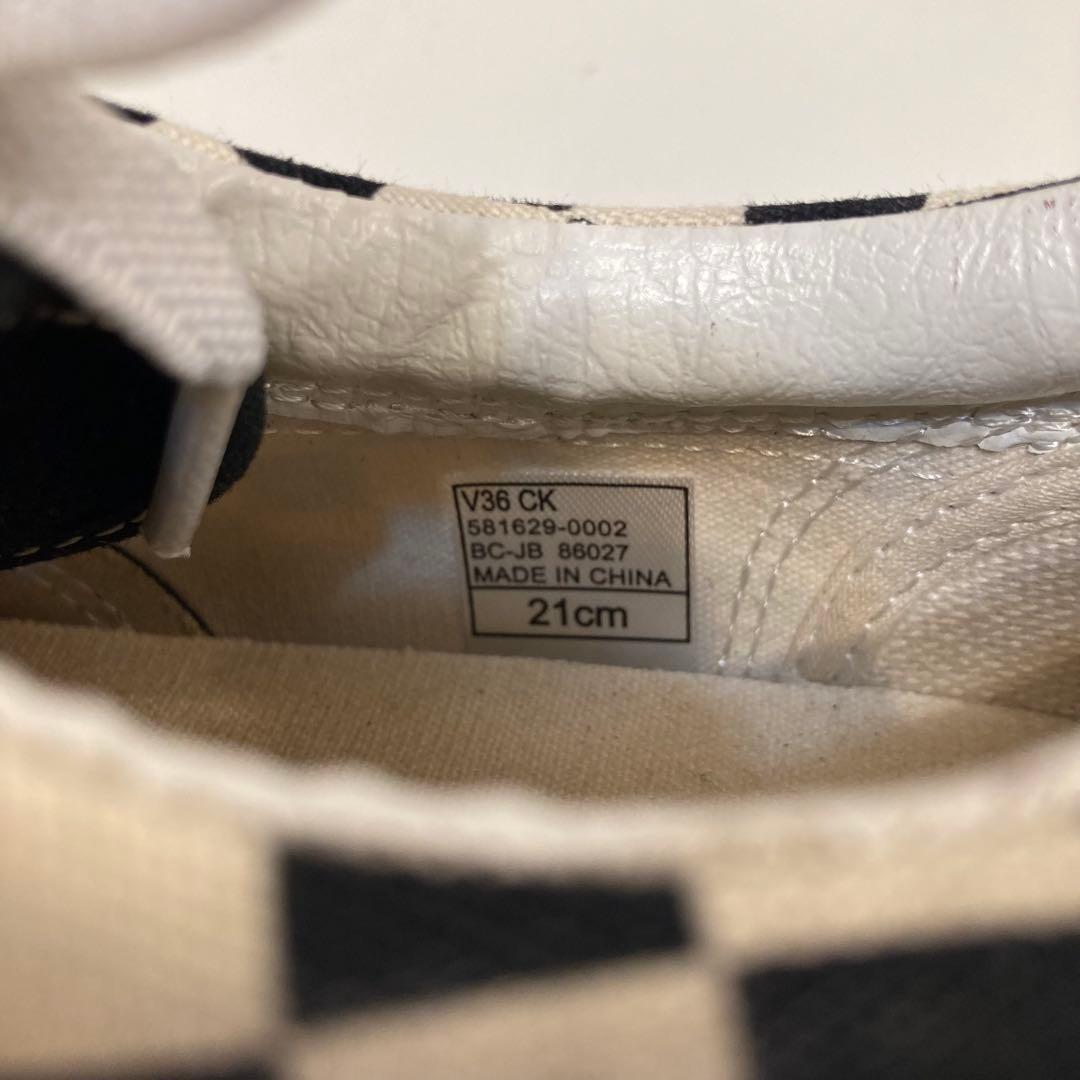 V36 CK
581629-0002
BC-JB 86027
MADE IN CHINA
21cm